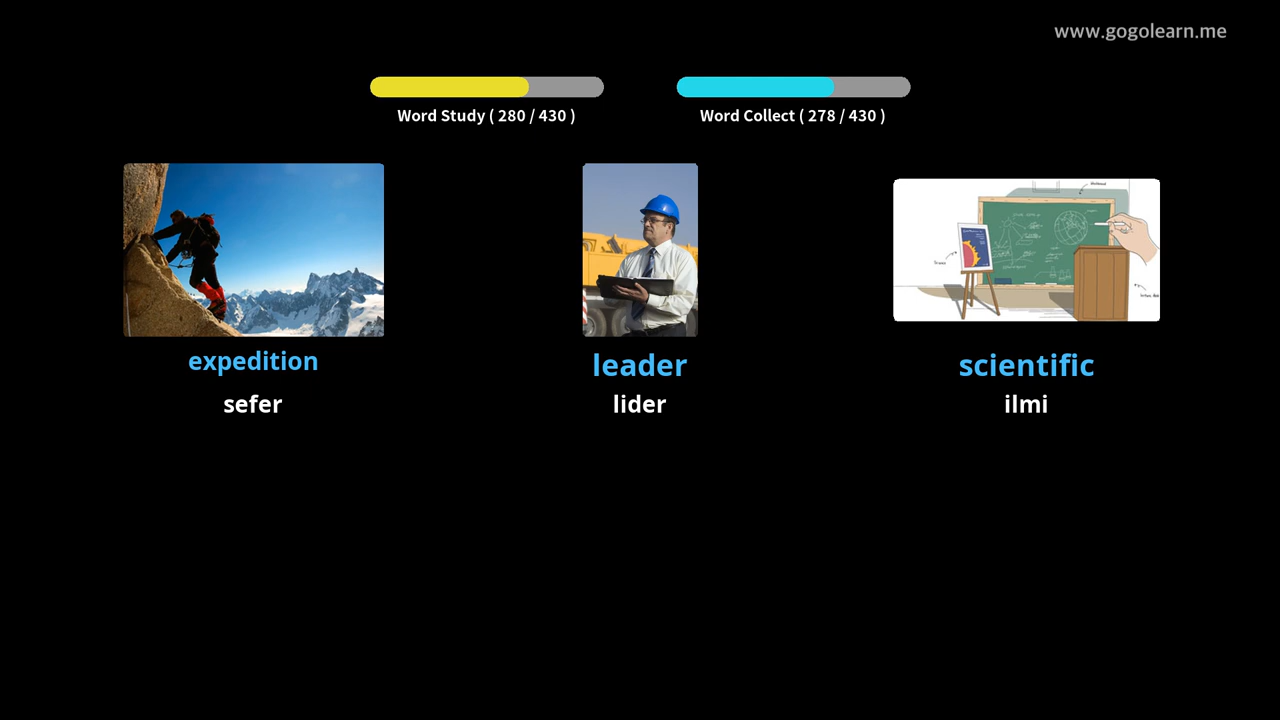 www.gogolearn.me
Word Study ( 280 / 430 )
Word Collect ( 278 / 430 )
expedition
leader
scientific
sefer
lider
ilmi